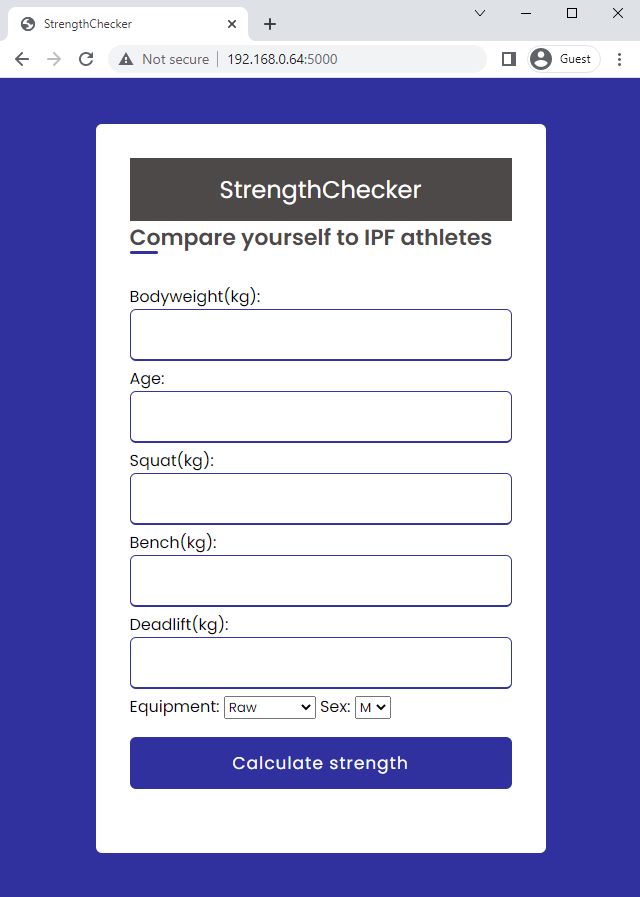 StrengthChecker
Not secure | 192.168.0.64:5000
Guest
StrengthChecker
Compare yourself to IPF athletes
Bodyweight(kg):
Age:
Squat(kg):
Bench(kg):
Deadlift(kg):
Equipment: Raw Sex: M
Calculate strength